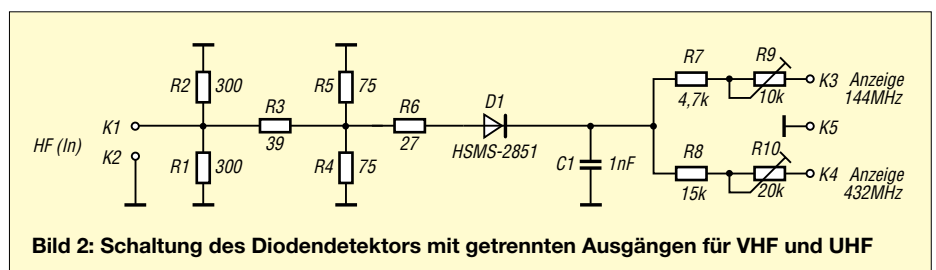 R2 300
R5 75
R7
R9
R3
R6
D1
4,7k
10k
K3 Anzeige
144MHz
K1
HF (In)
39
27
HSMS-2851
K5
K2
R1 300
R4 75
C1 1nF
R8
R10
15k
20k
K4 Anzeige
432MHz
Bild 2: Schaltung des Diodendetektors mit getrennten Ausgängen für VHF und UHF